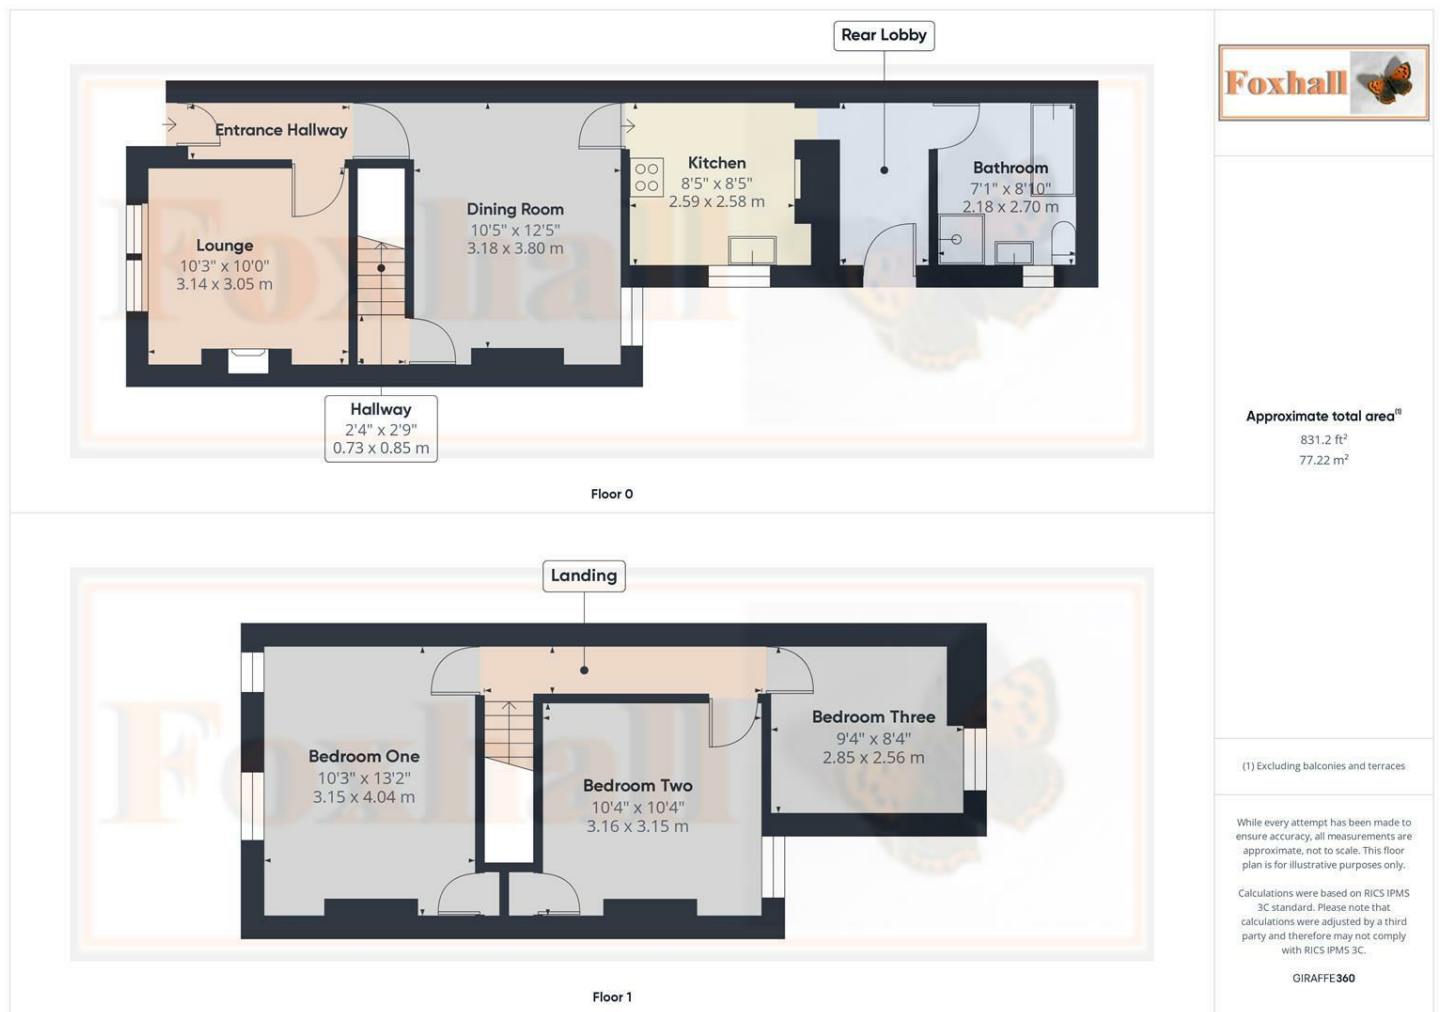 Rear Lobby
Foxhall
Entrance Hallway
Kitchen
8'5" x 8'5"
2.59 x 2.58 m
Bathroom
7'1" x 8'10"
2.18 x 2.70 m
Dining Room
10'5" x 12'5"
3.18 x 3.80 m
Lounge
10'3" x 10'0"
3.14 x 3.05 m
Foxhall
Hallway
2'4" x 2'9"
0.73 x 0.85 m
Floor 0
Approximate total area(1)
831.2 ft²
77.22 m²
Landing
Bedroom Three
9'4" x 8'4"
2.85 x 2.56 m
Bedroom One
10'3" x 13'2"
3.15 x 4.04 m
Bedroom Two
10'4" x 10'4"
3.16 x 3.15 m
Foxhall
Floor 1
(1) Excluding balconies and terraces
While every attempt has been made to
ensure accuracy, all measurements are
approximate, not to scale. This floor
plan is for illustrative purposes only.
Calculations were based on RICS IPMS
3C standard. Please note that
calculations were adjusted by a third
party and therefore may not comply
with RICS IPMS 3C.
GIRAFFE360